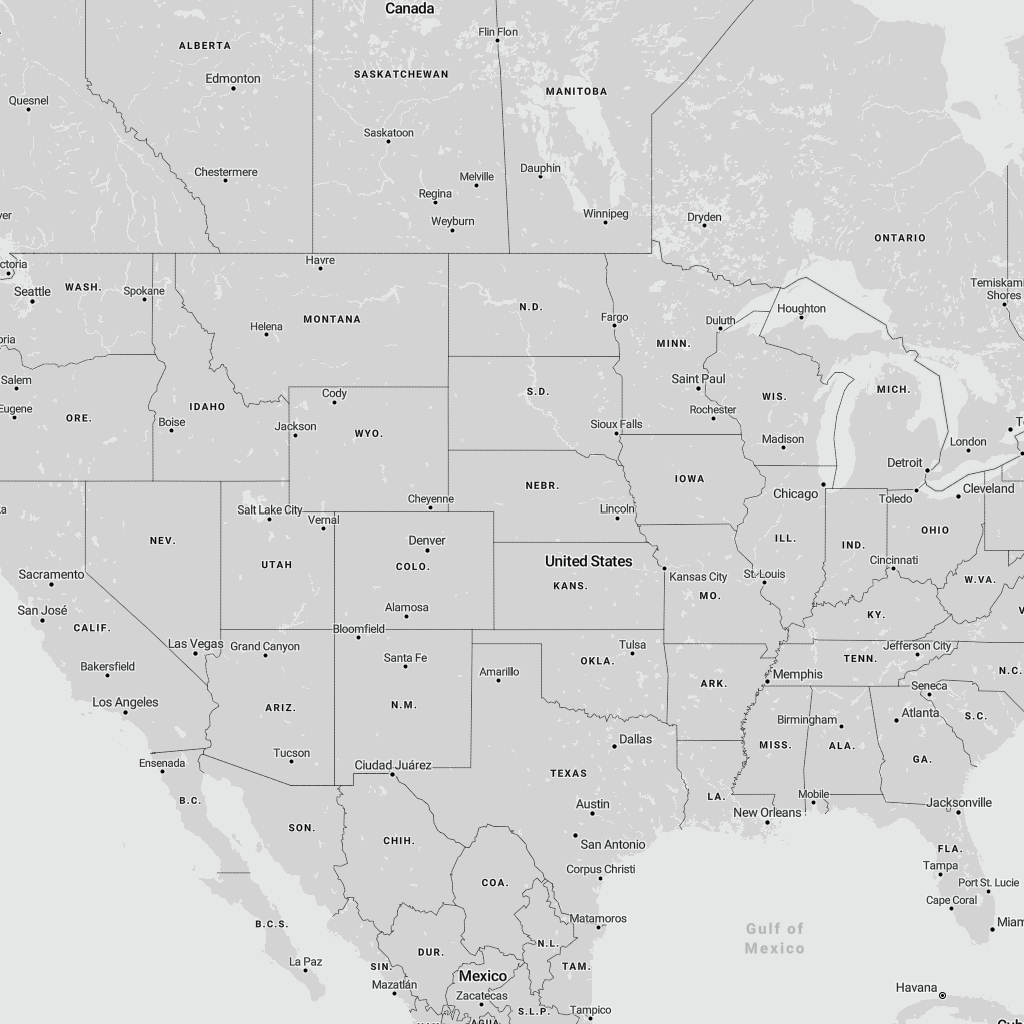 Canada
Flin Flon
ALBERTA
SASKATCHEWAN
Edmonton
MANITOBA
Quesnel
Saskatoon
Dauphin
Chestermere
Melville
Regina
Winnipeg
Weyburn
Dryden
ver
ONTARIO
ctoria
Havre
Seattle
WASH.
Spokane
Temiskami
Shores
N.D.
Houghton
MONTANA
Fargo
Duluth
Helena
oria
MINN.
Salem
Saint Paul
MICH.
S.D.
Cody
WIS.
Eugene
IDAHO
Rochester
ORE.
Boise
Jackson
WYO.
Sioux Falls
T
Madison
London
Detroit
IOWA
NEBR.
Chicago
Cleveland
Toledo
Cheyenne
ka
Salt Lake City
Lincoln
Vernal
OHIO
NEV.
Denver
ILL.
IND.
United States
UTAH
COLO.
Cincinnati
Sacramento
Kansas City
St. Louis
W.VA.
KANS.
MO.
San José
Alamosa
V
KY.
CALIF.
Bloomfield
Las Vegas
Grand Canyon
Tulsa
Jefferson City
Santa Fe
OKLA.
TENN.
Bakersfield
Amarillo
Memphis
N.C.
ARK.
Seneca
Los Angeles
ARIZ.
N.M.
Birmingham
Atlanta
S.C.
Dallas
MISS.
ALA.
Tucson
Ensenada
Ciudad Juárez
TEXAS
GA.
B.C.
LA.
Mobile
Austin
Jacksonville
New Orleans
SON.
CHIH.
San Antonio
FLA.
Corpus Christi
Tampa
COA.
Port St. Lucie
Cape Coral
B.C.S.
Matamoros
Miam
Gulf of
Mexico
N.L.
DUR.
La Paz
SIN.
TAM.
Mexico
Mazatlán
Havana
Zacatecas
S.L.P.
Tampico
AGUA.
Cub